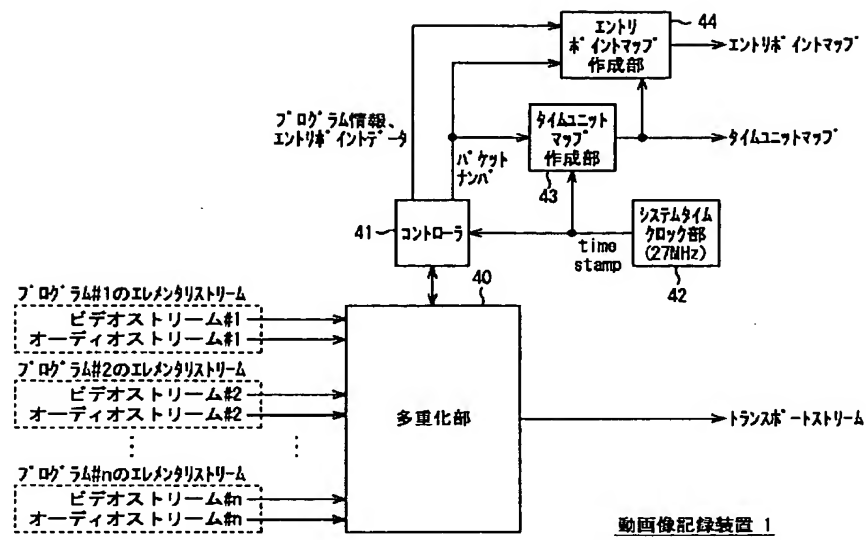 44
エントリ
ポイントマップ
作成部
エントリポイントマップ
プログラム情報、
エントリポイントデータ
パケット
ナンバ
タイムユニット
マップ
作成部
43
タイムユニットマップ
41
コントローラ
time
stamp
システムタイム
クロック部
(27MHz)
42
40
多重化部
プログラム#1のエレメンタリストリーム
ビデオストリーム#1
オーディオストリーム#1
プログラム#2のエレメンタリストリーム
ビデオストリーム#2
オーディオストリーム#2
プログラム#nのエレメンタリストリーム
ビデオストリーム#n
オーディオストリーム#n
トランスポートストリーム
動画像記録装置 1